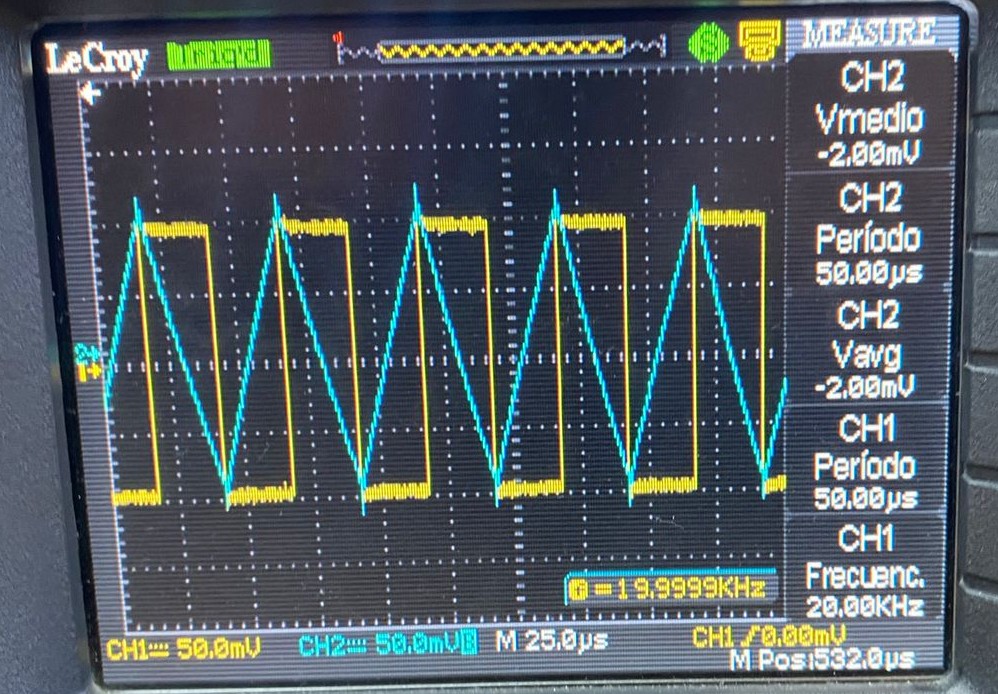 LeCroy
MEASURE
CH2
Vmedio
-2.00mV
CH2
Período
50.00µs
CH2
Vavg
-2.00mV
CH1
Período
50.00µs
CH1
Frecuenc.
20.00KHz
=19.9999KHz
CH1 50.0mV CH2 50.0mV M 25.0µs CH1 /0.00mV
M Pos:532.0µs